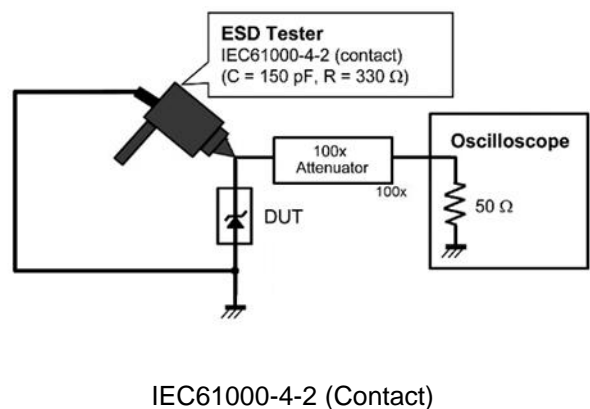 ESD Tester
IEC61000-4-2 (contact)
(C = 150 pF, R = 330 Ω)
100x
Attenuator
100x
Oscilloscope
50 Ω
DUT
IEC61000-4-2 (Contact)